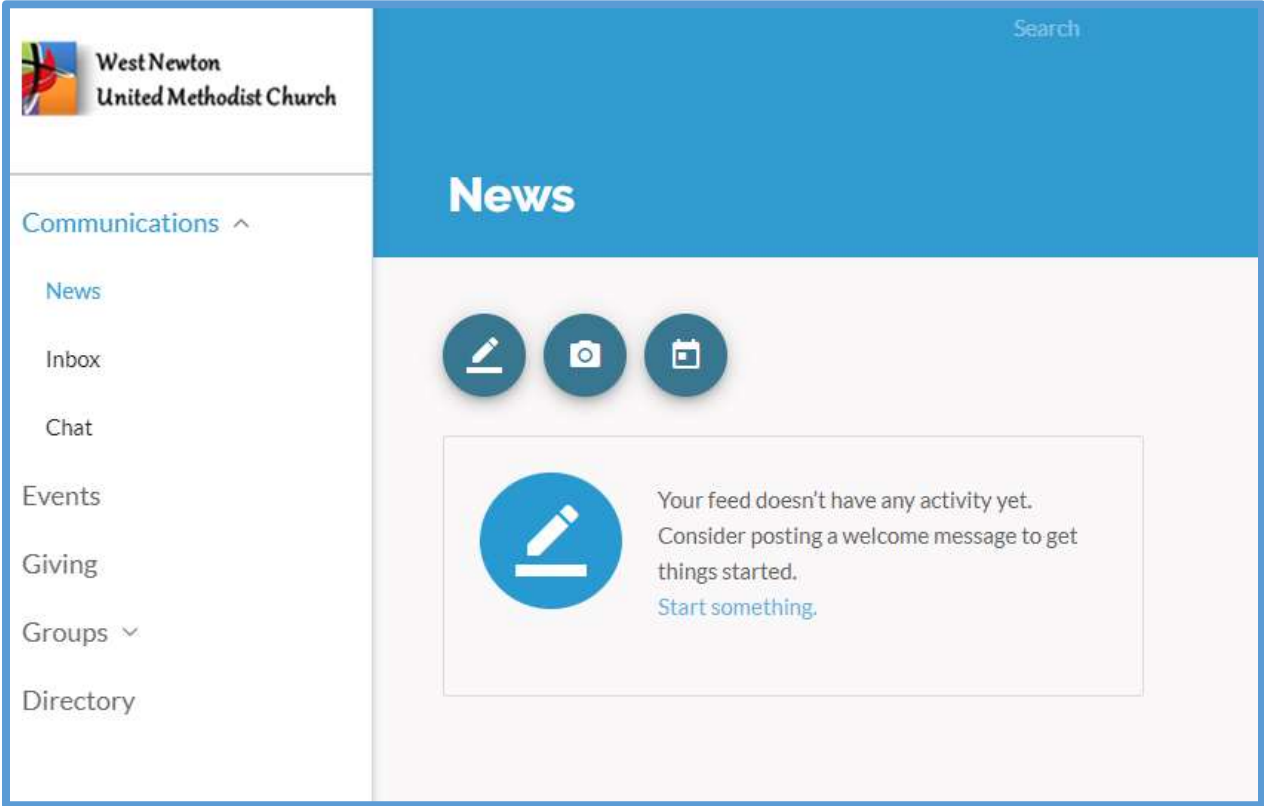 West Newton
United Methodist Church
Search
News
Communications
News
Inbox
Chat
Events
Giving
Groups
Directory
Your feed doesn't have any activity yet.
Consider posting a welcome message to get
things started.
Start something.